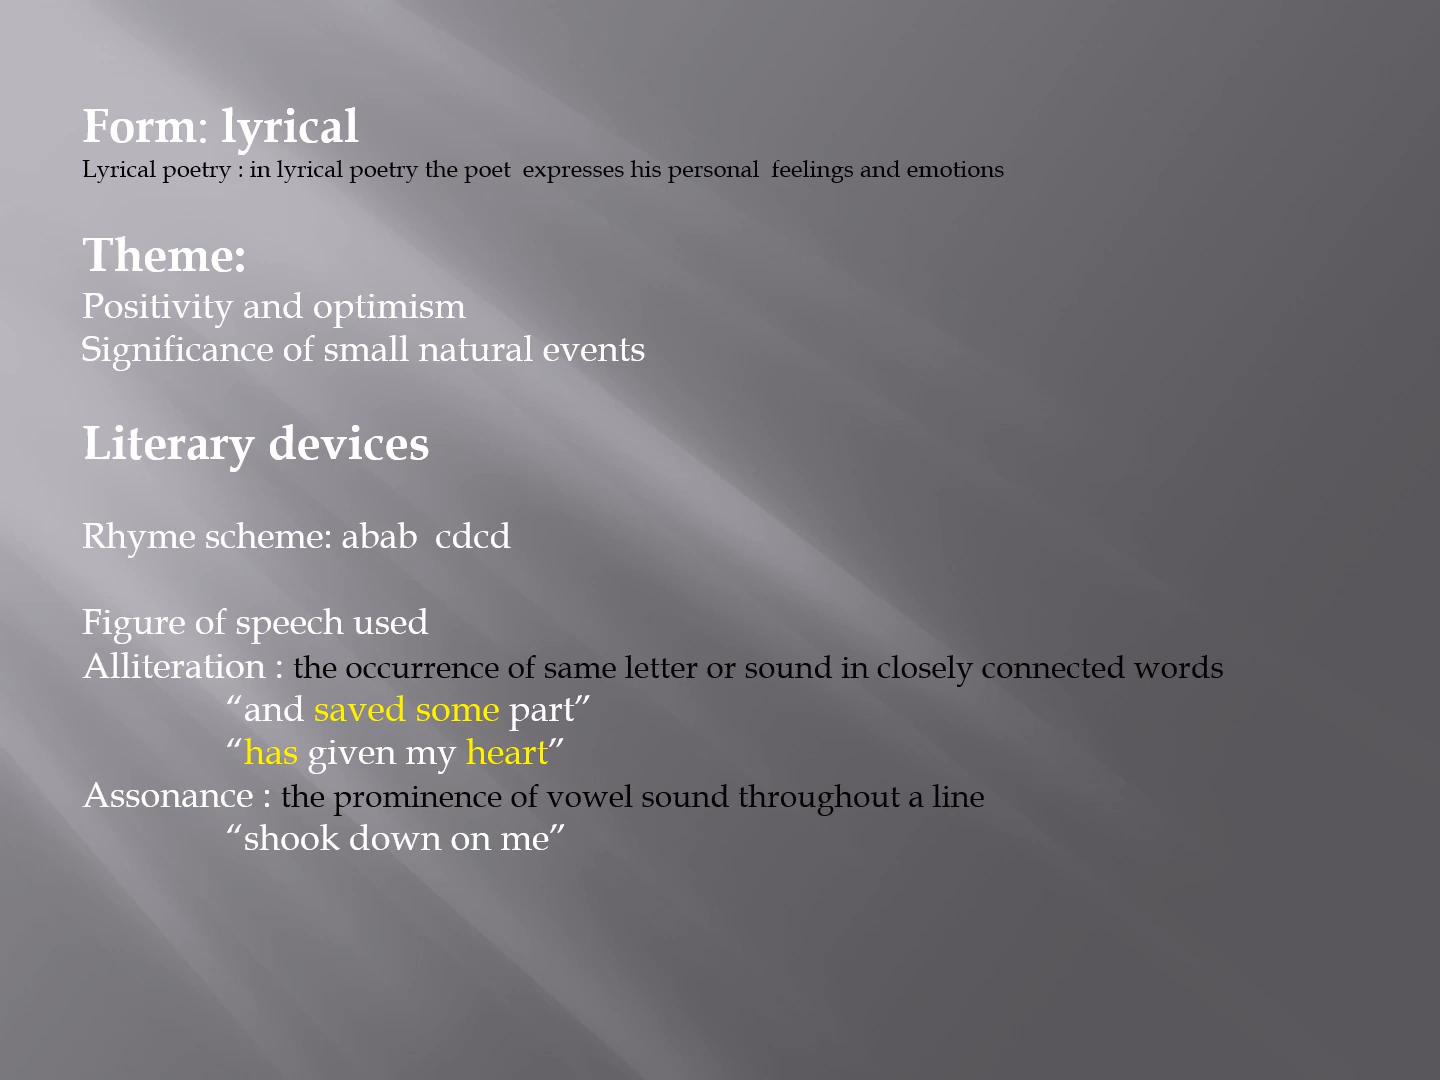 Form: lyrical
Lyrical poetry : in lyrical poetry the poet  expresses his personal  feelings and emotions
Theme:
Positivity and optimism
Significance of small natural events
Literary devices
Rhyme scheme: abab  cdcd
Figure of speech used
Alliteration : the occurrence of same letter or sound in closely connected words
“and saved some part”
“has given my heart”
Assonance : the prominence of vowel sound throughout a line
“shook down on me”